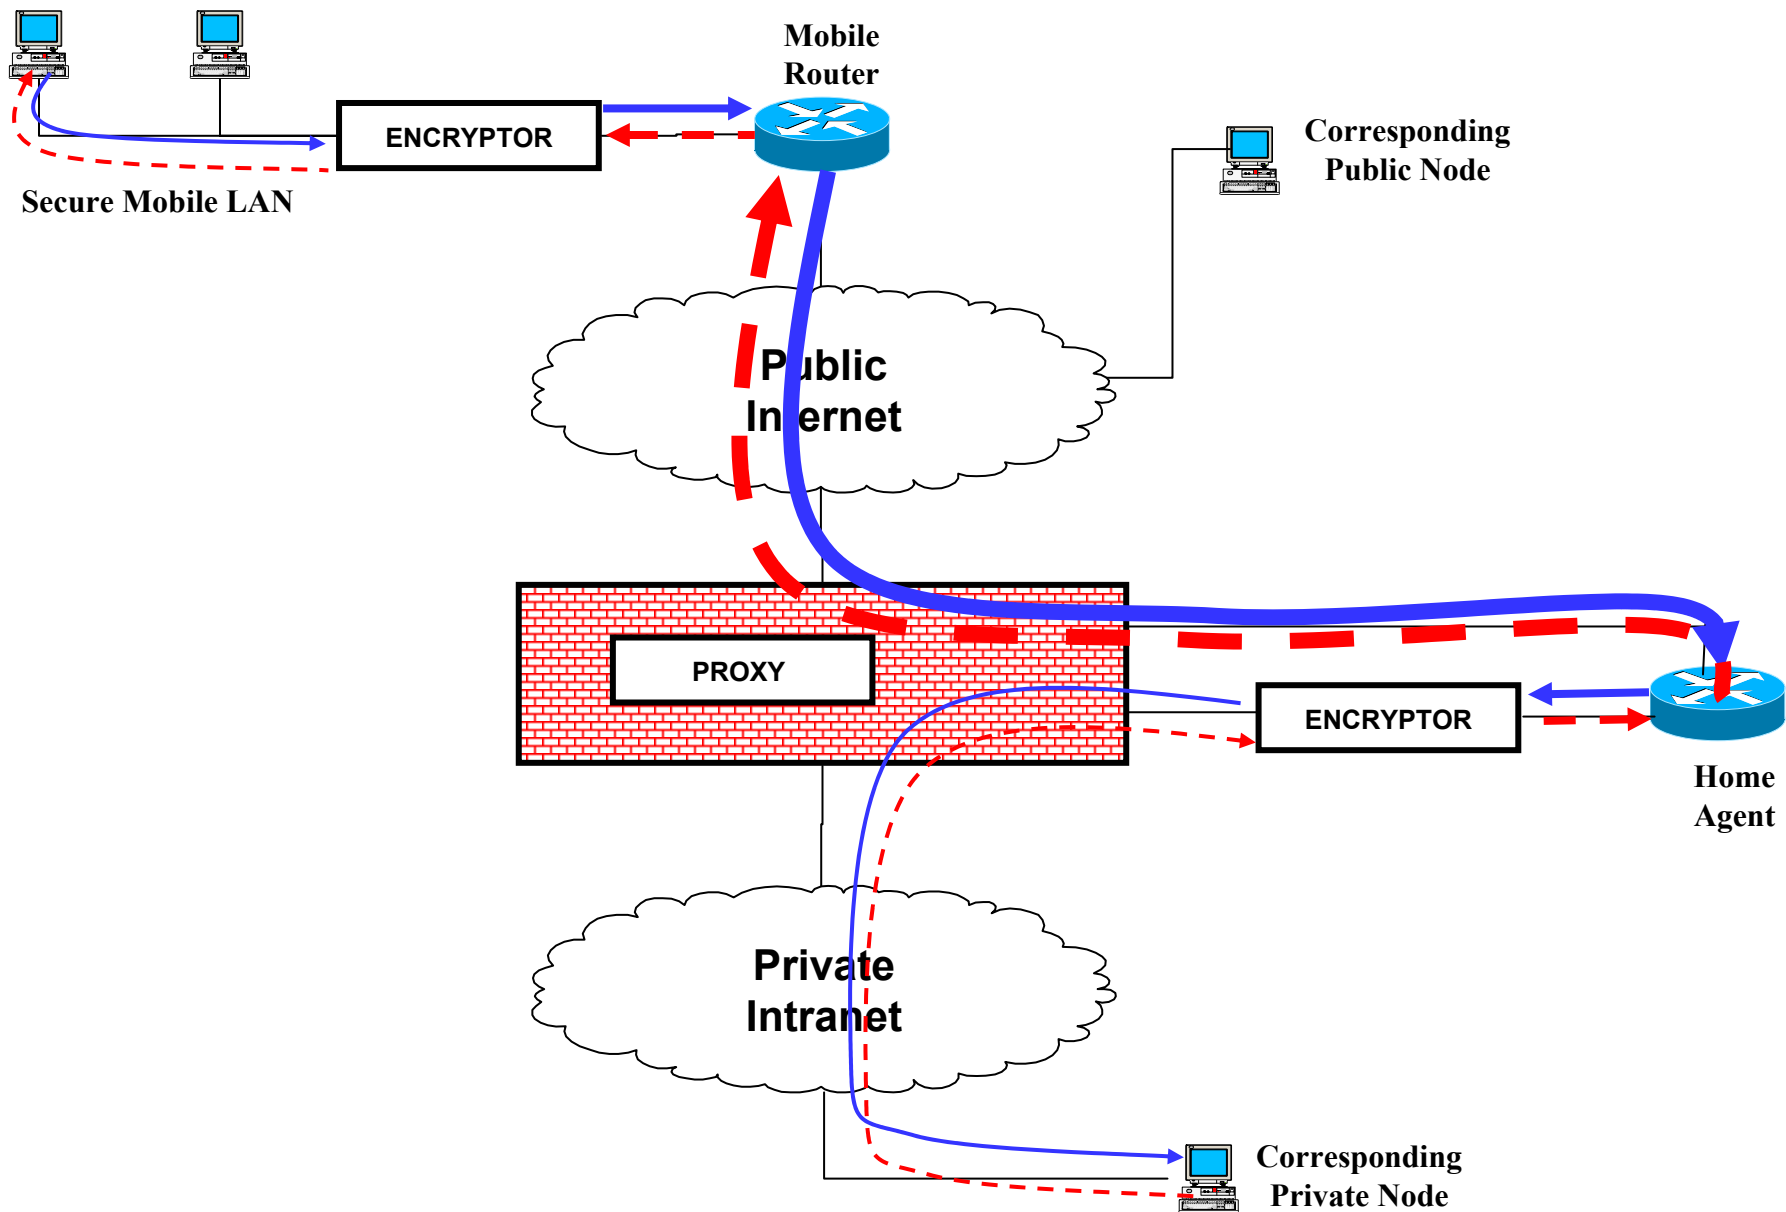 Mobile
Router
ENCRYPTOR
Corresponding
Public Node
Secure Mobile LAN
Public
Internet
PROXY
ENCRYPTOR
Home
Agent
Private
Intranet
Corresponding
Private Node